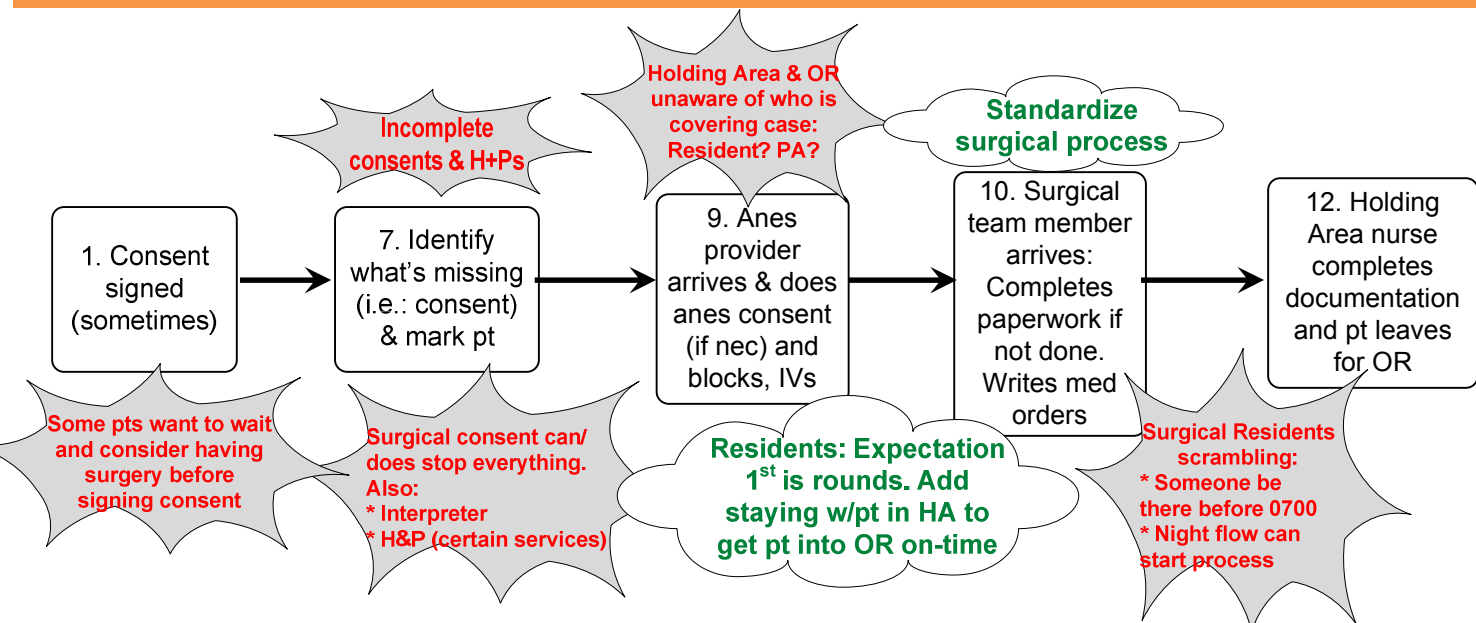 Incomplete
consents & H+Ps
Holding Area & OR
unaware of who is
covering case:
Resident? PA?
Standardize
surgical process
1. Consent
signed
(sometimes)
7. Identify
what's missing
(i.e.: consent)
& mark pt
9. Anes
provider
arrives & does
anes consent
(if nec) and
blocks, IVs
10. Surgical
team member
arrives:
Completes
paperwork if
not done.
Writes med
orders
12. Holding
Area nurse
completes
documentation
and pt leaves
for OR
Some pts want to wait
and consider having
surgery before
signing consent
Surgical consent can/
does stop everything.
Also:
* Interpreter
* H&P (certain services)
Residents: Expectation
1st is rounds. Add
staying w/pt in HA to
get pt into OR on-time
Surgical Residents
scrambling:
* Someone be
there before 0700
* Night flow can
start process